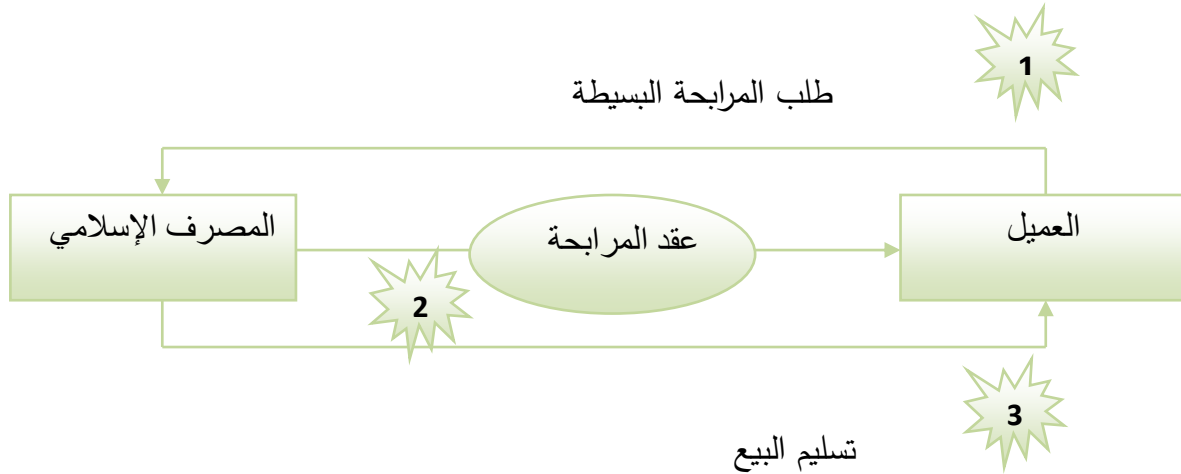 1
طلب المرابحة البسيطة
العميل
عقد المرابحة
المصرف الإسلامي
2
3
تسليم البيع